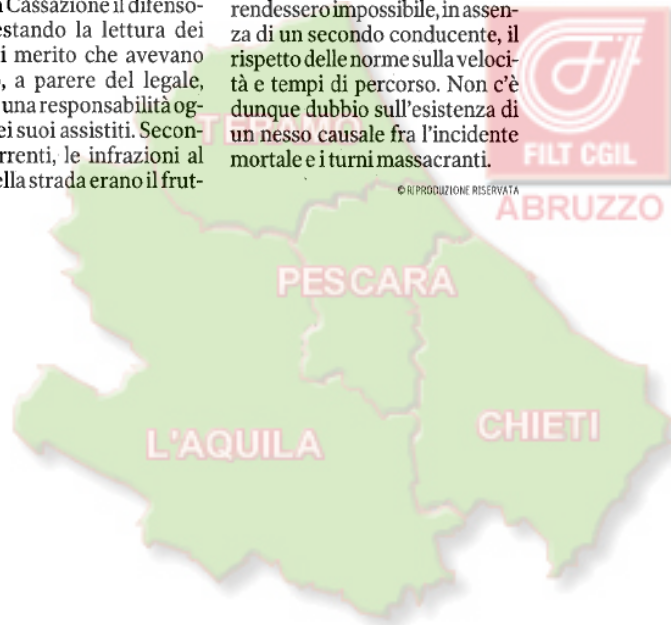 Cassazione il difenso-
estando la lettura dei
i merito che avevano
, a parere del legale,
una responsabilità og-
ei suoi assistiti. Secon-
rrenti, le infrazioni al
ella strada erano il frut-
rendessero impossibile, in assen-
za di un secondo conducente, il
rispetto delle norme sulla veloci-
tà e tempi di percorso. Non c'è
dunque dubbio sull'esistenza di
un nesso causale fra l'incidente
mortale e i turni massacranti.
© RIPRODUZIONE RISERVATA
FILT CGIL
ABRUZZO
TERAMO
PESCARA
L'AQUILA
CHIETI